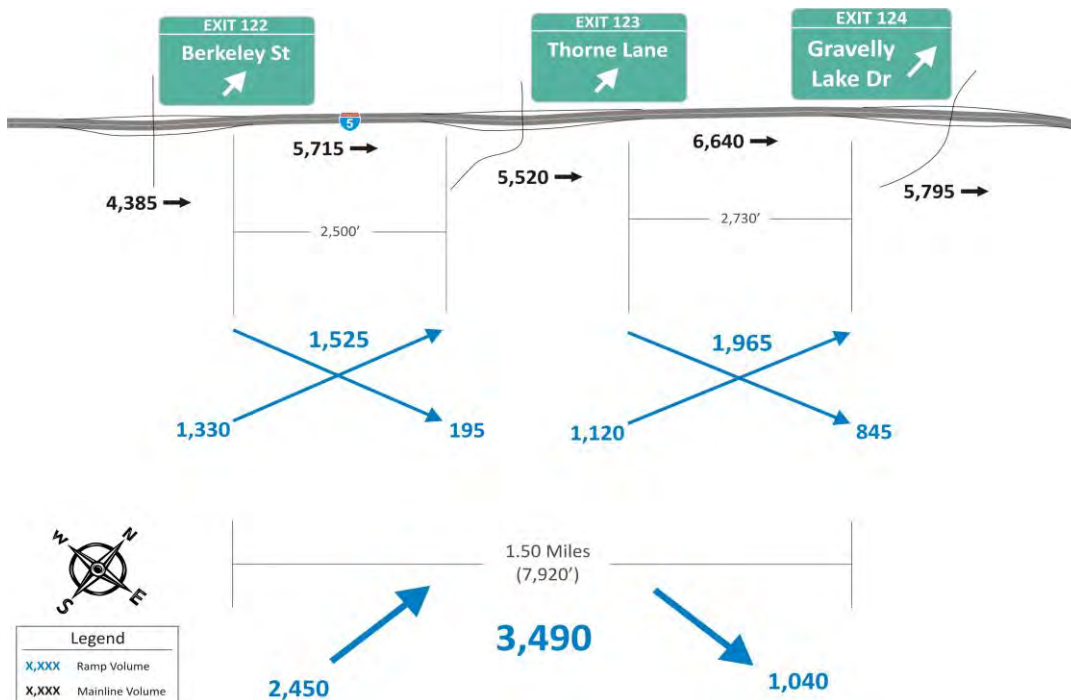 EXIT 122
Berkeley St
EXIT 123
Thorne Lane
EXIT 124
Gravelly
Lake Dr
5
5,715
6,640
4,385
5,520
5,795
2,500'
2,730'
1,525
1,965
1,330
195
1,120
845
1.50 Miles
(7,920')
3,490
2,450
1,040
W
N
S
E
Legend
X,XXX Ramp Volume
X,XXX Mainline Volume